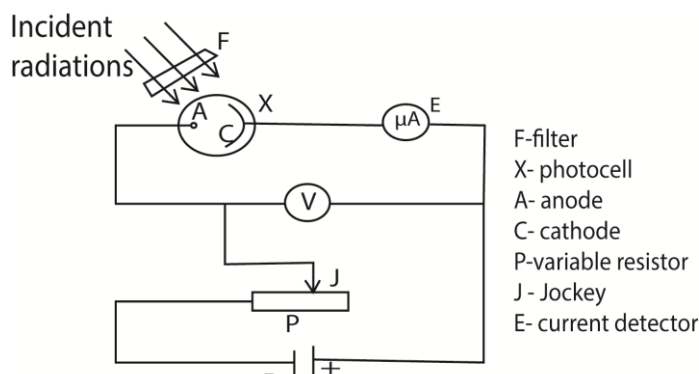 Incident
radiations
F
A
X
C
µA
E
V
J
P
+
F-filter
X- photocell
A- anode
C- cathode
P-variable resistor
J - Jockey
E- current detector